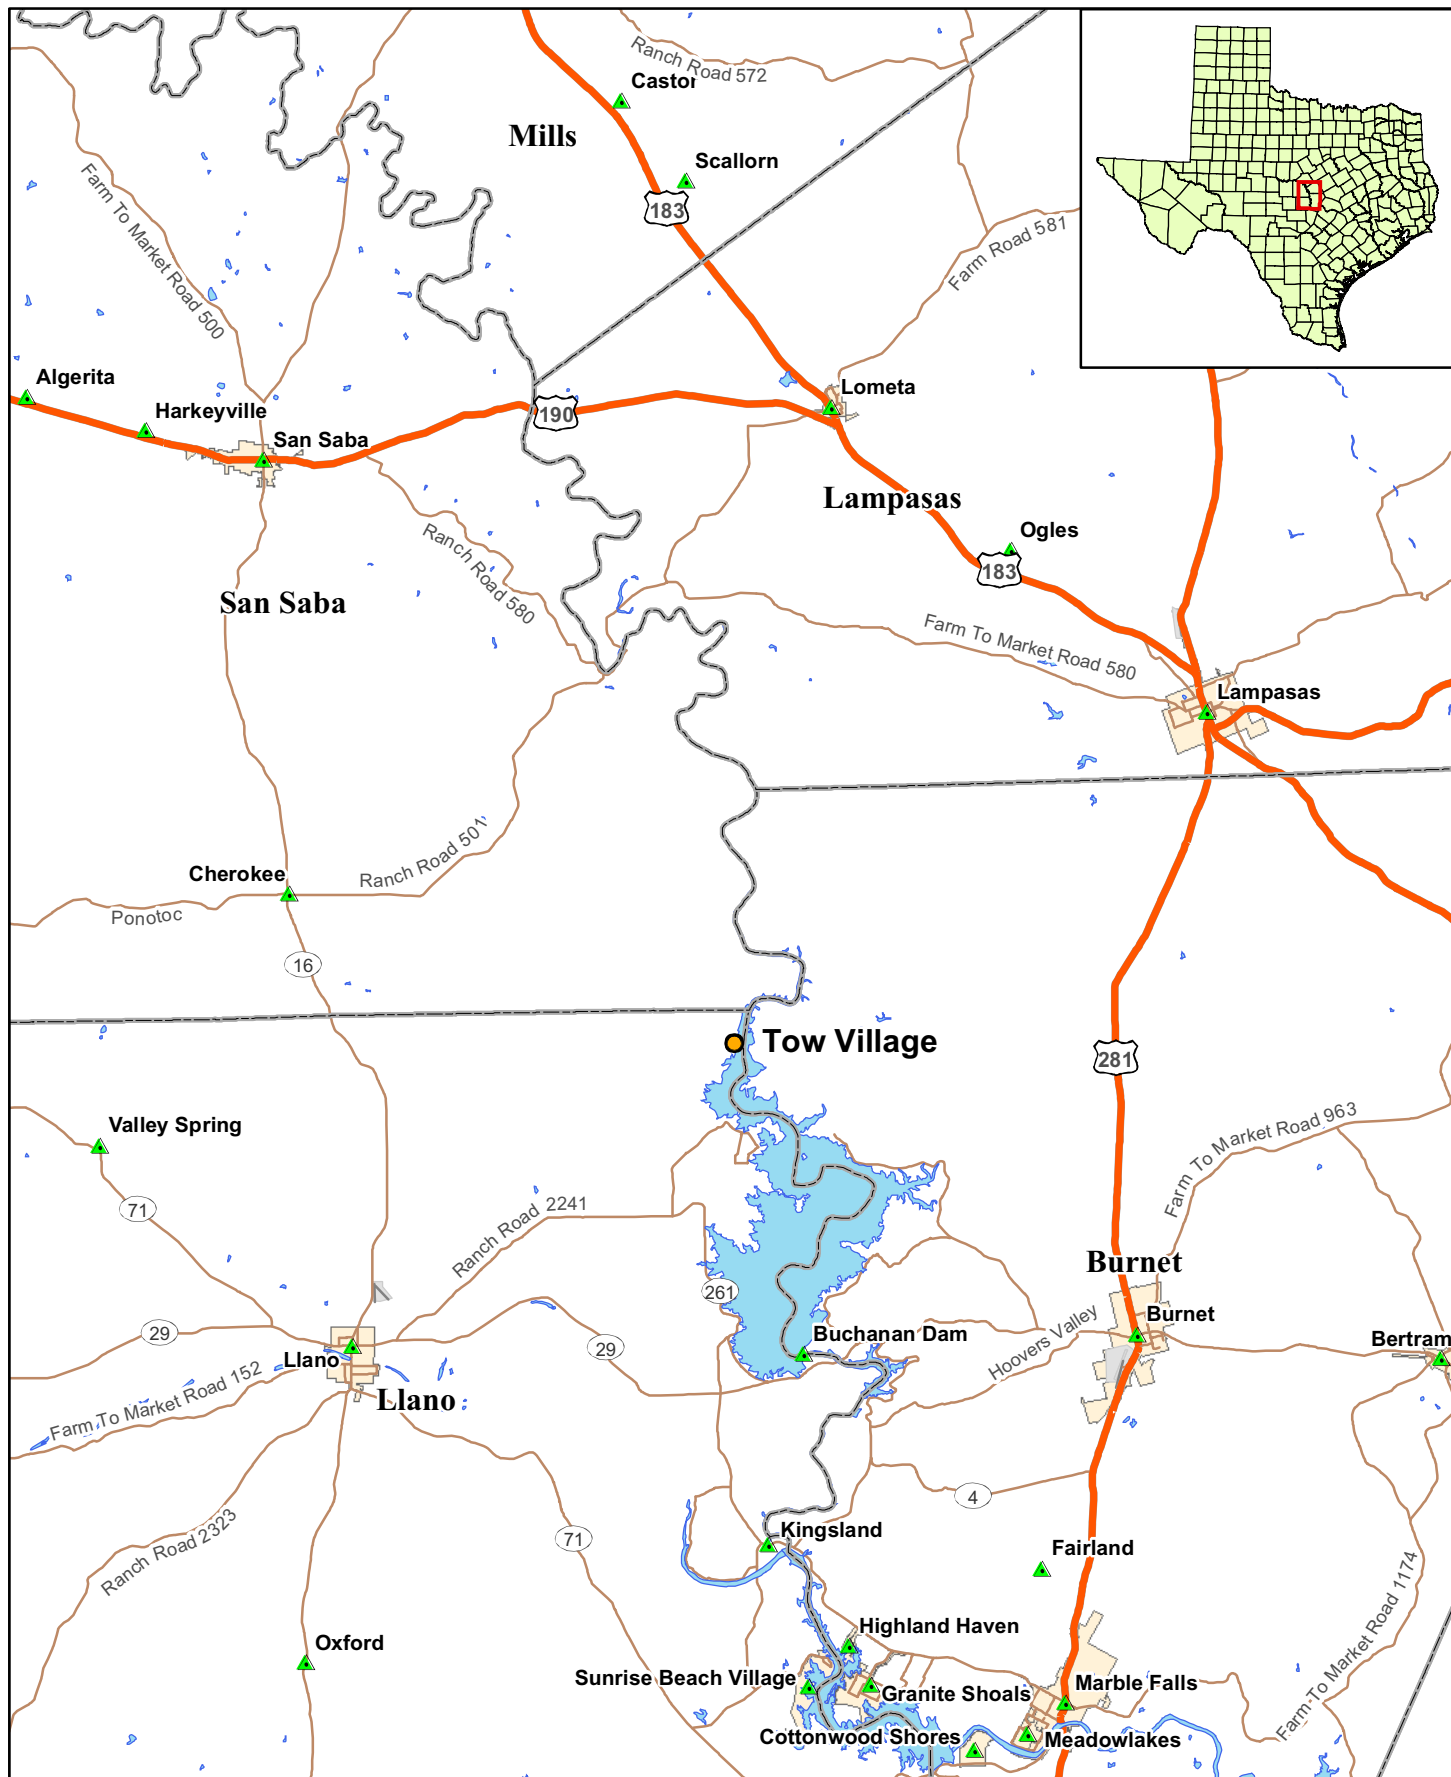 Ranch Road 572
Castor
Mills
Scallorn
183
Farm To Market Road 500
Farm Road 581
Algerita
Lometa
Harkeyville
190
San Saba
Lampasas
Ogles
Ranch Road 580
183
San Saba
Farm To Market Road 580
Lampasas
Ranch Road 501
Cherokee
Ponotoc
16
Tow Village
281
Valley Spring
Farm To Market Road 963
71
Ranch Road 2241
Burnet
261
Burnet
29
Buchanan Dam
Hoovers Valley
Bertram
29
Llano
Farm To Market Road 152
Llano
4
Kingsland
71
Fairland
Ranch Road 2323
Farm To Market Road 1174
Highland Haven
Oxford
Sunrise Beach Village
Granite Shoals
Marble Falls
Cottonwood Shores
Meadowlakes